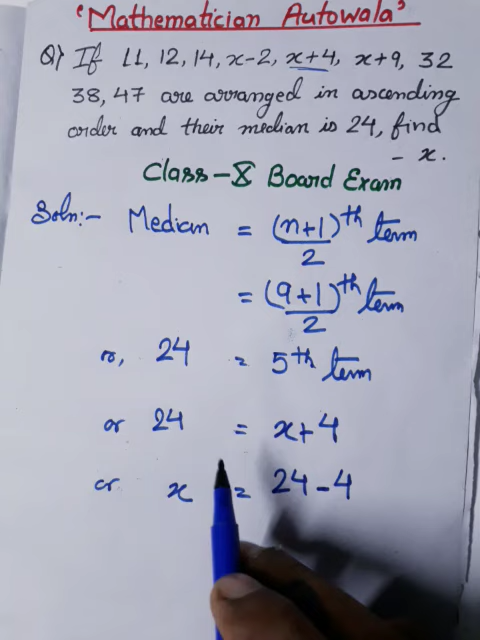 'Mathematician Autowala'
Q) If 11, 12, 14, x-2, x+4, x+9, 32
38, 47 are arranged in ascending
order and their median is 24, find
- x.
Class-X Board Exam
Soln:- Median = (n+1)/2 th term
= (9+1)/2 th term
or, 24 = 5th term
or 24 = x+4
or x = 24-4